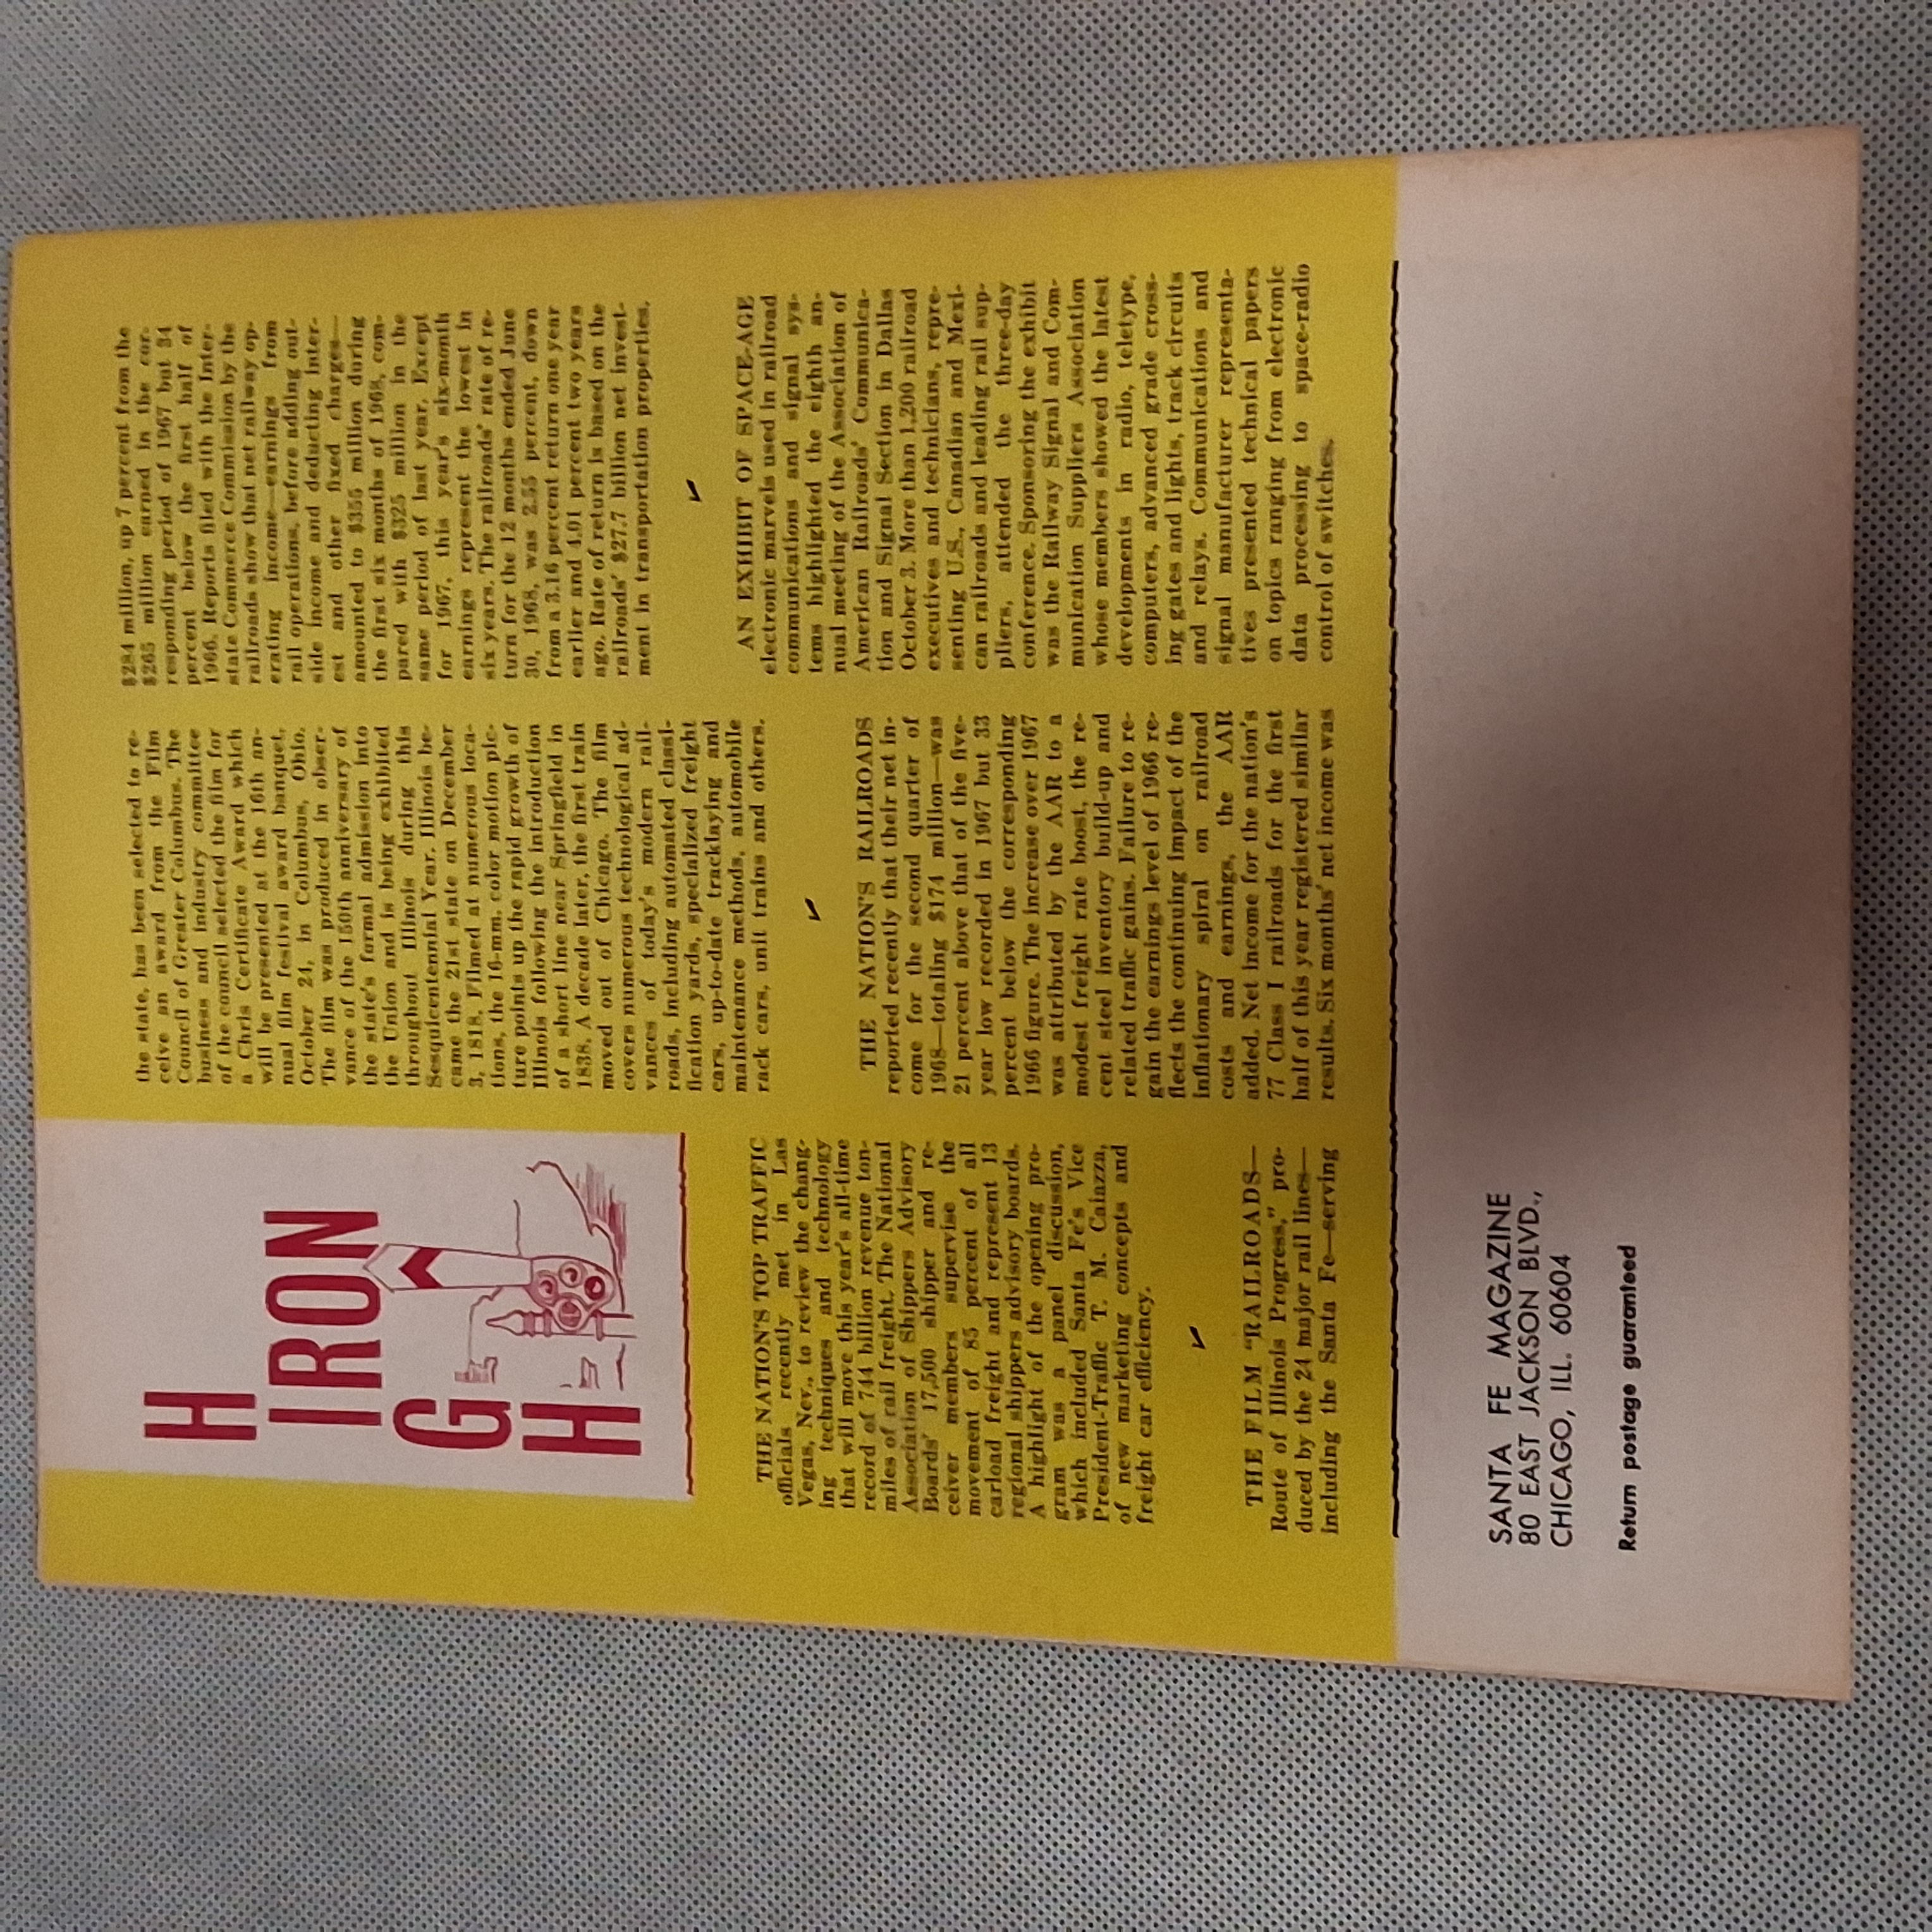 H
IRON
G
H
THE NATION'S TOP TRAFFIC
officials recently met in Las
Vegas, Nev., to review the chang-
ing techniques and technology
that will move this year's all-time
record of 744 billion revenue ton-
miles of rail freight. The National
Association of Shippers Advisory
Boards' 17,500 shipper and re-
ceiver members supervise the
movement of 85 percent of all
carload freight and represent 13
regional shippers advisory boards.
A highlight of the opening pro-
gram was a panel discussion,
which included Santa Fe's Vice
President-Traffic T. M. Caiazza,
of new marketing concepts and
freight car efficiency.
THE FILM "RAILROADS—
Route of Illinois Progress," pro-
duced by the 24 major rail lines—
including the Santa Fe—serving
the state, has been selected to re-
ceive an award from the Film
Council of Greater Columbus. The
business and industry committee
of the council selected the film for
a Chris Certificate Award which
will be presented at the 16th an-
nual film festival award banquet,
October 24, in Columbus, Ohio.
The film was produced in obser-
vance of the 150th anniversary of
the state's formal admission into
the Union and is being exhibited
throughout Illinois during this
Sesquicentennial Year. Illinois be-
came the 21st state on December
3, 1818. Filmed at numerous loca-
tions, the 16-mm. color motion pic-
ture points up the rapid growth of
Illinois following the introduction
of a short line near Springfield in
1838. A decade later, the first train
moved out of Chicago. The film
covers numerous technological ad-
vances of today's modern rail-
roads, including automated classi-
fication yards, specialized freight
cars, up-to-date tracklaying and
maintenance methods, automobile
rack cars, unit trains and others.
THE NATION'S RAILROADS
reported recently that their net in-
come for the second quarter of
1968—totaling $174 million—was
21 percent above that of the five-
year low recorded in 1967 but 33
percent below the corresponding
1966 figure. The increase over 1967
was attributed by the AAR to a
modest freight rate boost, the re-
cent steel inventory build-up and
related traffic gains. Failure to re-
gain the earnings level of 1966 re-
flects the continuing impact of the
inflationary spiral on railroad
costs and earnings, the AAR
added. Net income for the nation's
77 Class I railroads for the first
half of this year registered similar
results. Six months' net income was
$284 million, up 7 percent from the
$265 million earned in the cor-
responding period of 1967 but 34
percent below the first half of
1966. Reports filed with the Inter-
state Commerce Commission by the
railroads show that net railway op-
erating income—earnings from
rail operations, before adding out-
side income and deducting inter-
est and other fixed charges—
amounted to $355 million during
the first six months of 1968, com-
pared with $325 million in the
same period of last year. Except
for 1967, this year's six-month
earnings represent the lowest in
six years. The railroads' rate of re-
turn for the 12 months ended June
30, 1968, was 2.55 percent, down
from a 3.16 percent return one year
earlier and 4.01 percent two years
ago. Rate of return is based on the
railroads' $27.7 billion net invest-
ment in transportation properties.
AN EXHIBIT OF SPACE-AGE
electronic marvels used in railroad
communications and signal sys-
tems highlighted the eighth an-
nual meeting of the Association of
American Railroads' Communica-
tion and Signal Section in Dallas
October 3. More than 1,200 railroad
executives and technicians, repre-
senting U.S., Canadian and Mexi-
can railroads and leading rail sup-
pliers, attended the three-day
conference. Sponsoring the exhibit
was the Railway Signal and Com-
munication Suppliers Association
whose members showed the latest
developments in radio, teletype,
computers, advanced grade cross-
ing gates and lights, track circuits
and relays. Communications and
signal manufacturer representa-
tives presented technical papers
on topics ranging from electronic
data processing to space-radio
control of switches.
SANTA FE MAGAZINE
80 EAST JACKSON BLVD.,
CHICAGO, ILL. 60604
Return postage guaranteed